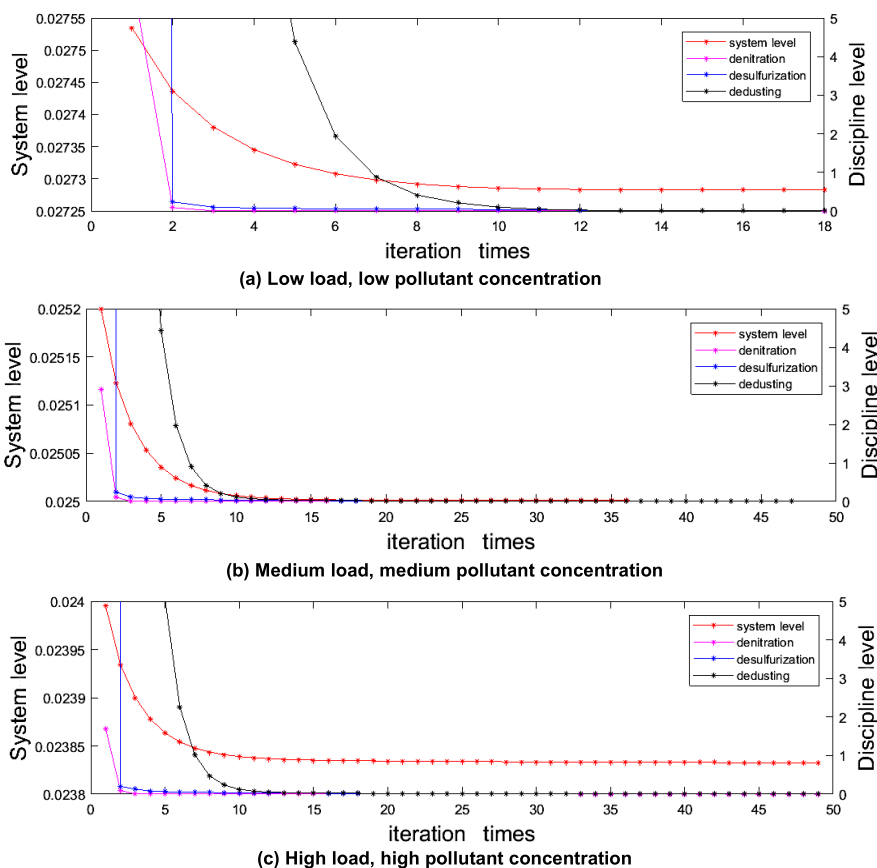 0.02755
0.0275
0.02745
0.0274
0.02735
0.0273
0.02725
System level
5
4
3
2
1
0
Discipline level
system level
denitration
desulfurization
dedusting
0 2 4 6 8 10 12 14 16 18
iteration times
(a) Low load, low pollutant concentration
0.0252
0.02515
0.0251
0.02505
0.025
System level
5
4
3
2
1
0
Discipline level
system level
denitration
desulfurization
dedusting
0 5 10 15 20 25 30 35 40 45 50
iteration times
(b) Medium load, medium pollutant concentration
0.024
0.02395
0.0239
0.02385
0.0238
System level
5
4
3
2
1
0
Discipline level
system level
denitration
desulfurization
dedusting
0 5 10 15 20 25 30 35 40 45 50
iteration times
(c) High load, high pollutant concentration